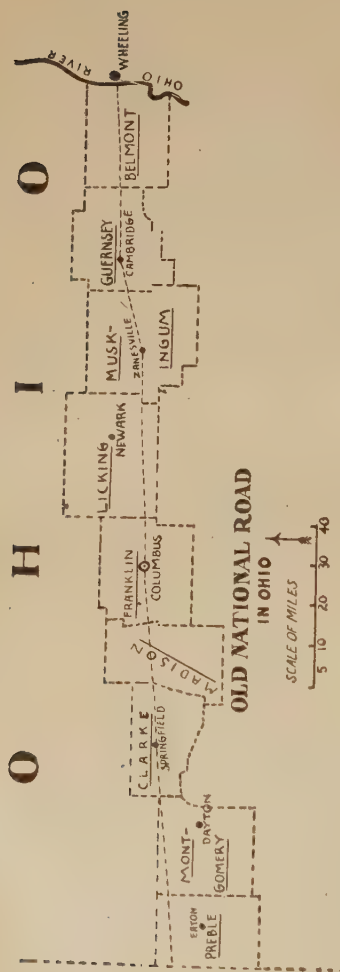 O H I O
OHIO
RIVER
WHEELING
BELMONT
GUERNSEY
CAMBRIDGE
MUSK-
INGUM
ZANESVILLE
LICKING
NEWARK
FRANKLIN
COLUMBUS
MADISON
CLARKE
SPRINGFIELD
MONT-
GOMERY
DAYTON
EATON
PREBLE
OLD NATIONAL ROAD
IN OHIO
SCALE OF MILES
5 10 20 30 40